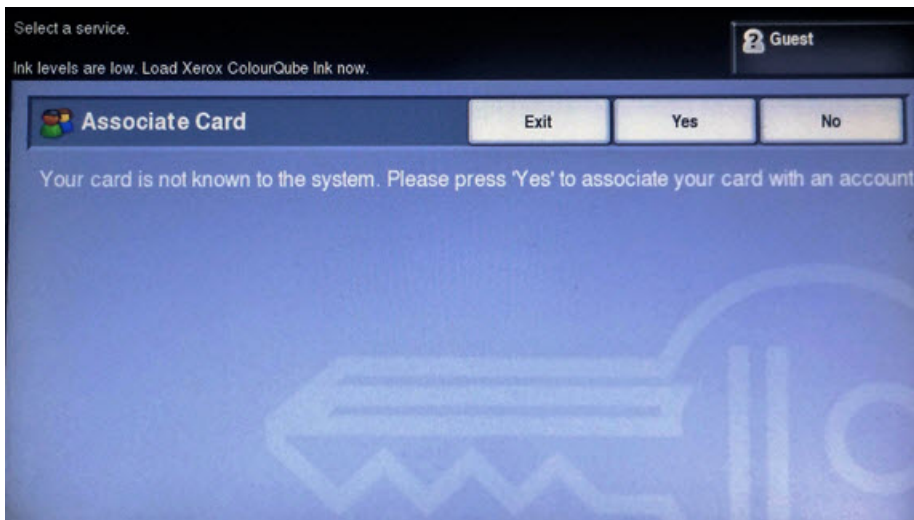 Select a service.
Guest
Ink levels are low. Load Xerox ColourQube Ink now.
Associate Card
Exit
Yes
No
Your card is not known to the system. Please press 'Yes' to associate your card with an account